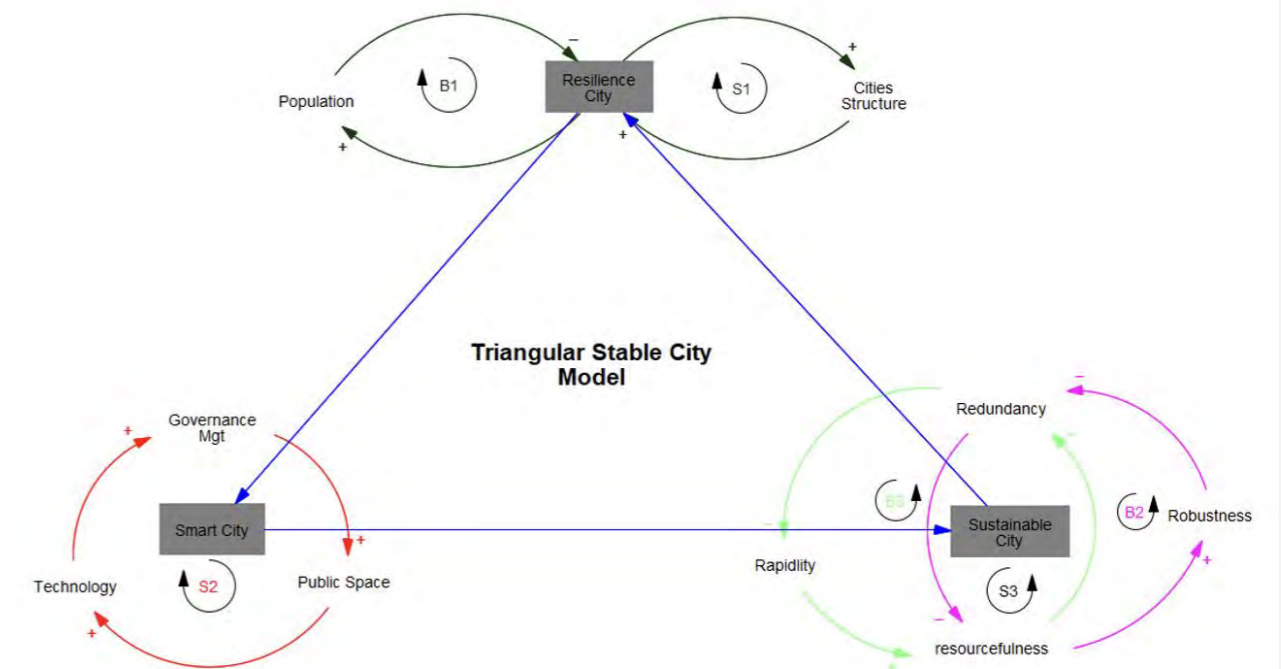 Population
B1
Resilience
City
S1
Cities
Structure
−
+
+
+
Triangular Stable City
Model
Governance
Mgt
+
Smart City
+
Technology
S2
Public Space
+
Redundancy
−
−
−
Sustainable
City
B2
Robustness
+
Rapidlity
S3
−
resourcefulness